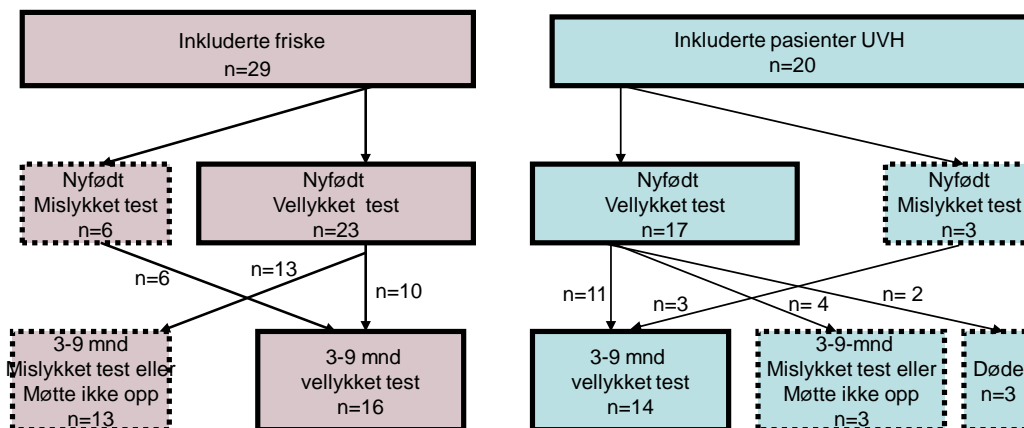 Inkluderte friske
n=29
Inkluderte pasienter UVH
n=20
Nyfødt
Mislykket test
n=6
Nyfødt
Vellykket test
n=23
Nyfødt
Vellykket test
n=17
Nyfødt
Mislykket test
n=3
n=6
n=13
n=10
n=11
n=3
n= 4
n= 2
3-9 mnd
Mislykket test eller
Møtte ikke opp
n=13
3-9 mnd
vellykket test
n=16
3-9 mnd
vellykket test
n=14
3-9-mnd
Mislykket test eller
Møtte ikke opp
n=3
Døde
n=3